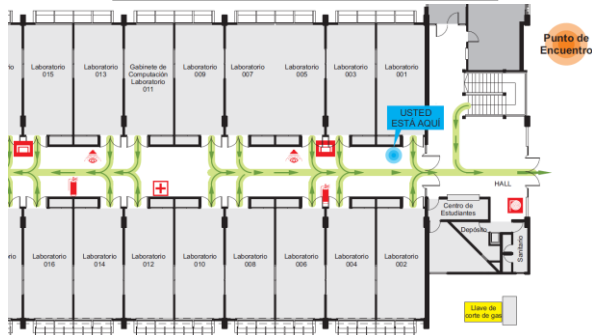 Punto de
Encuentro
Laboratorio
015
Laboratorio
013
Gabinete de
Computación
Laboratorio
011
Laboratorio
009
Laboratorio
007
Laboratorio
005
Laboratorio
003
Laboratorio
001
USTED
ESTÁ AQUÍ
HALL
Centro de
Estudiantes
Depósito
Sanitario
Laboratorio
016
Laboratorio
014
Laboratorio
012
Laboratorio
010
Laboratorio
008
Laboratorio
006
Laboratorio
004
Laboratorio
002
Llave de
corte de gas